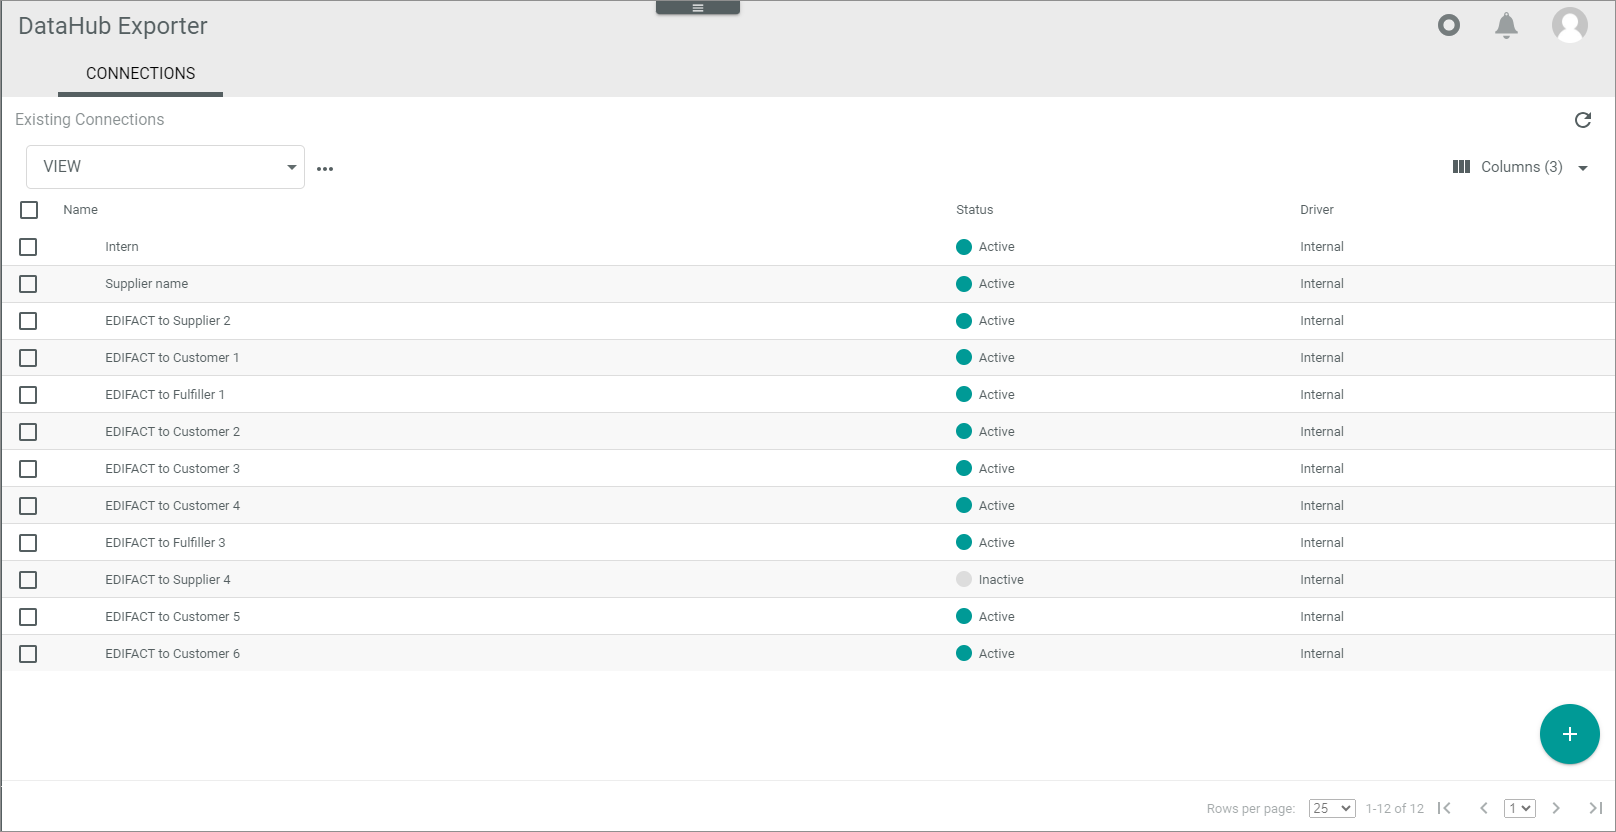 DataHub Exporter
CONNECTIONS
Existing Connections
VIEW
Columns (3)
Name Status Driver
Intern Active Internal
Supplier name Active Internal
EDIFACT to Supplier 2 Active Internal
EDIFACT to Customer 1 Active Internal
EDIFACT to Fulfiller 1 Active Internal
EDIFACT to Customer 2 Active Internal
EDIFACT to Customer 3 Active Internal
EDIFACT to Customer 4 Active Internal
EDIFACT to Fulfiller 3 Active Internal
EDIFACT to Supplier 4 Inactive Internal
EDIFACT to Customer 5 Active Internal
EDIFACT to Customer 6 Active Internal
Rows per page: 25 1-12 of 12 1